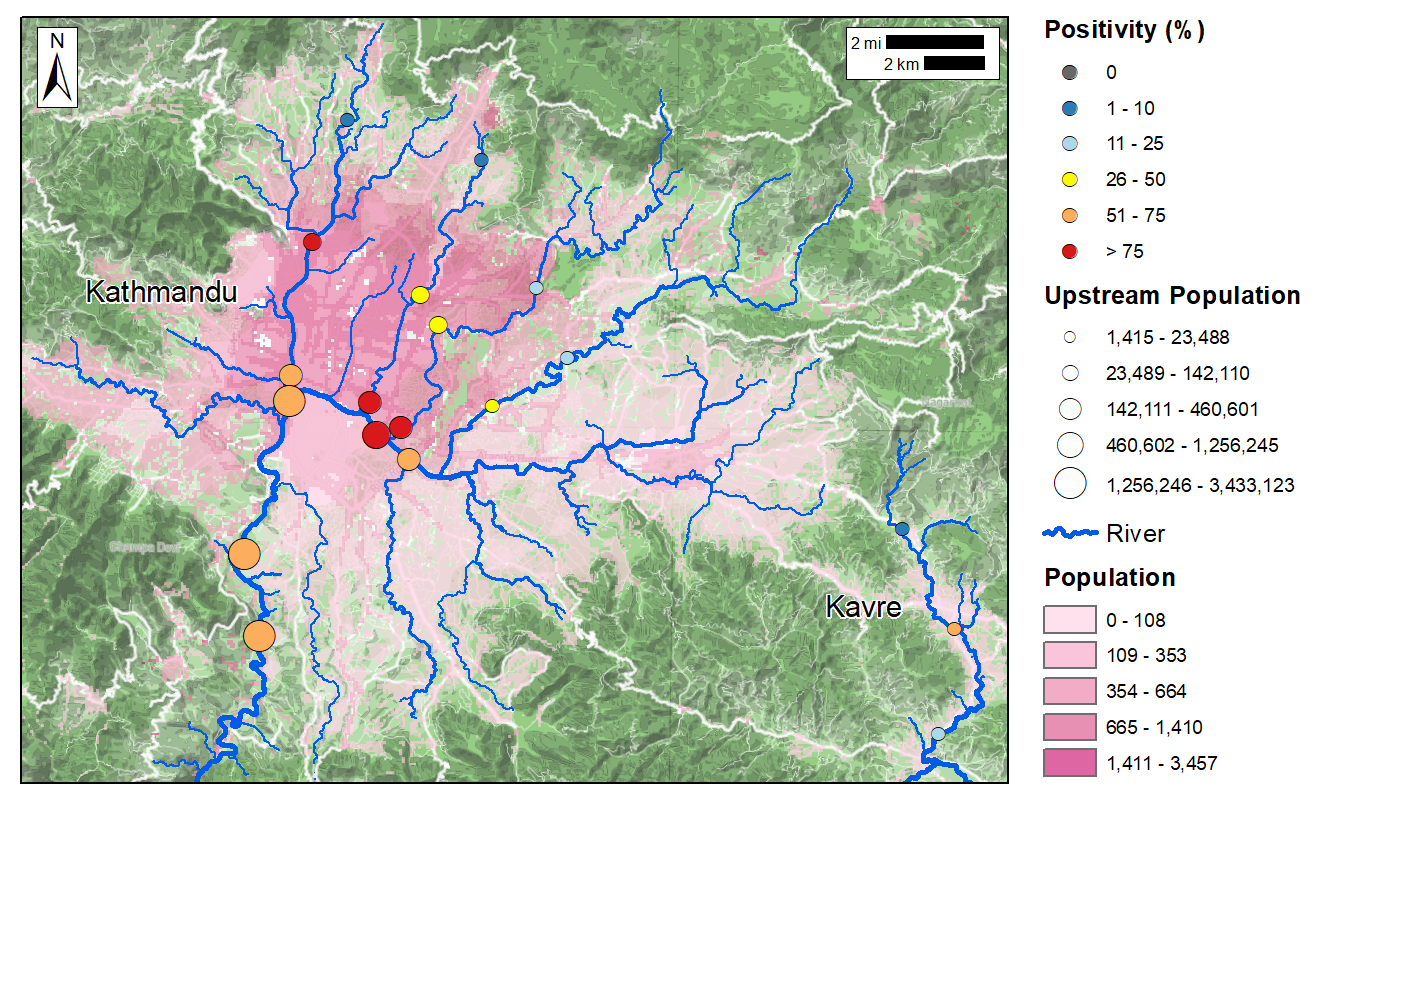 N
2 mi
2 km
Kathmandu
Kavre
Positivity (%)
0
1 - 10
11 - 25
26 - 50
51 - 75
> 75
Upstream Population
1,415 - 23,488
23,489 - 142,110
142,111 - 460,601
460,602 - 1,256,245
1,256,246 - 3,433,123
River
Population
0 - 108
109 - 353
354 - 664
665 - 1,410
1,411 - 3,457